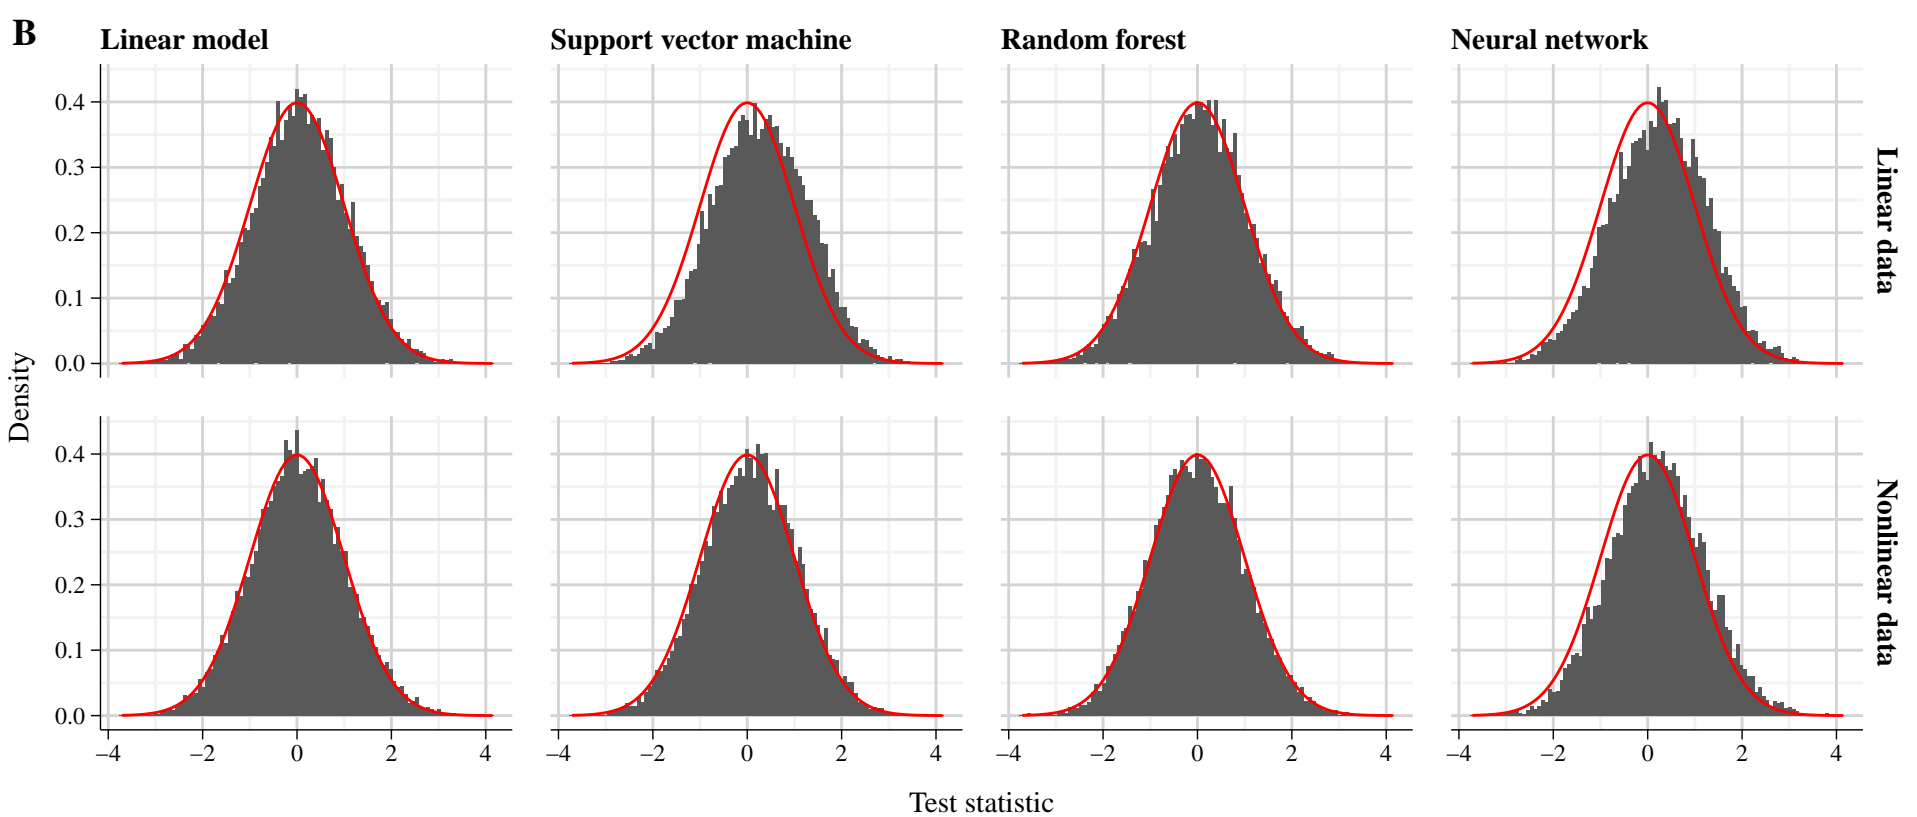 B
Linear model
Support vector machine
Random forest
Neural network
0.4
0.3
0.2
0.1
0.0
Linear data
Density
0.4
0.3
0.2
0.1
0.0
Nonlinear data
−4 −2 0 2 4
−4 −2 0 2 4
−4 −2 0 2 4
−4 −2 0 2 4
Test statistic